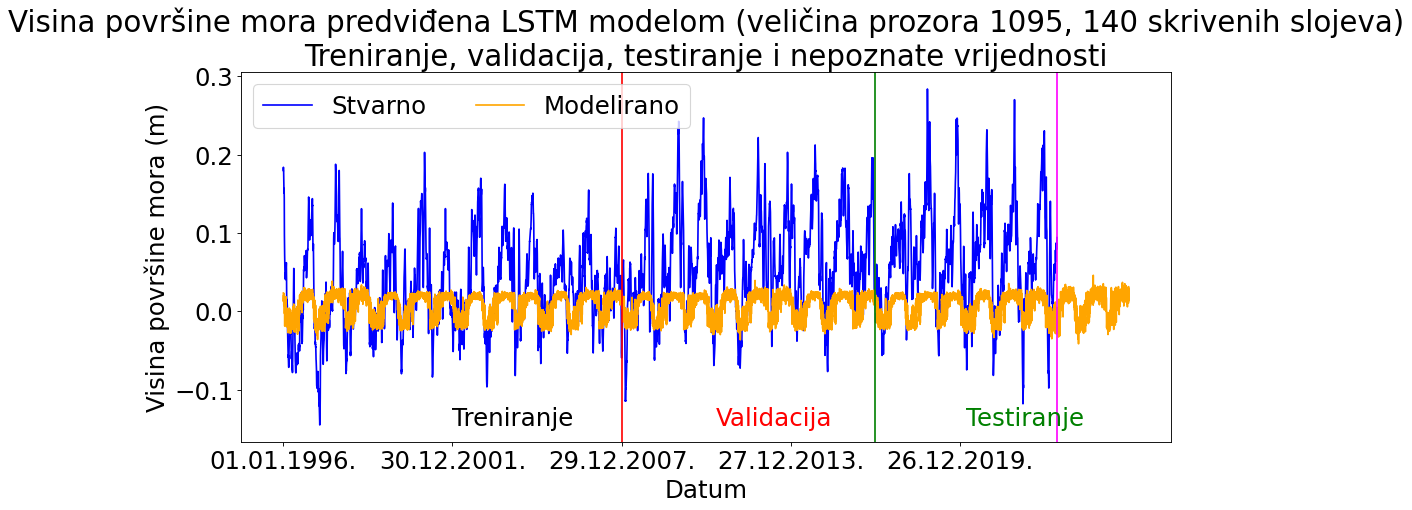 Visina površine mora predviđena LSTM modelom (veličina prozora 1095, 140 skrivenih slojeva)
Treniranje, validacija, testiranje i nepoznate vrijednosti
Stvarno
Modelirano
Visina površine mora (m)
0.3
0.2
0.1
0.0
−0.1
Treniranje
Validacija
Testiranje
01.01.1996.
30.12.2001.
29.12.2007.
27.12.2013.
26.12.2019.
Datum